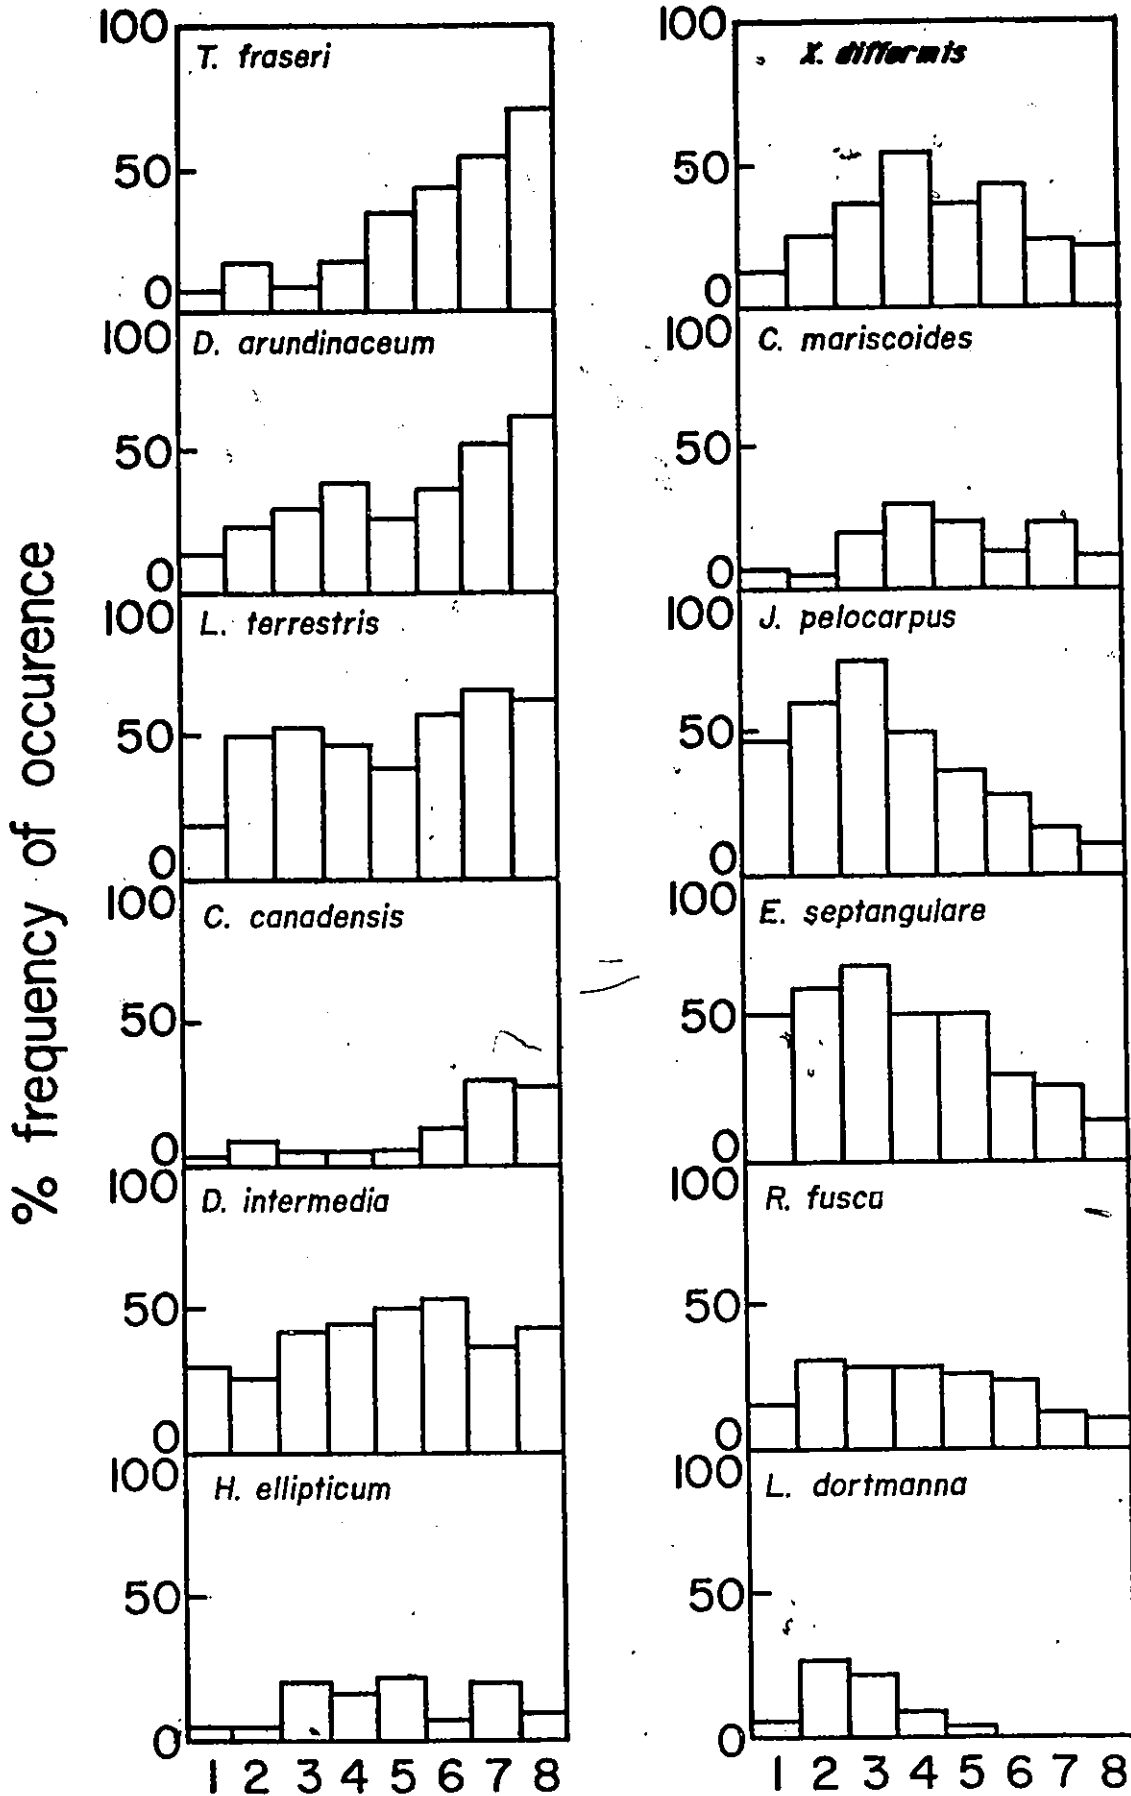 % frequency of occurence
100
T. fraseri
50
0
100
D. arundinaceum
50
0
100
L. terrestris
50
0
100
C. canadensis
50
0
100
D. intermedia
50
0
100
H. ellipticum
50
0
1 2 3 4 5 6 7 8
100
X. difformis
50
0
100
C. mariscoides
50
0
100
J. pelocarpus
50
0
100
E. septangulare
50
0
100
R. fusca
50
0
100
L. dortmanna
50
0
1 2 3 4 5 6 7 8